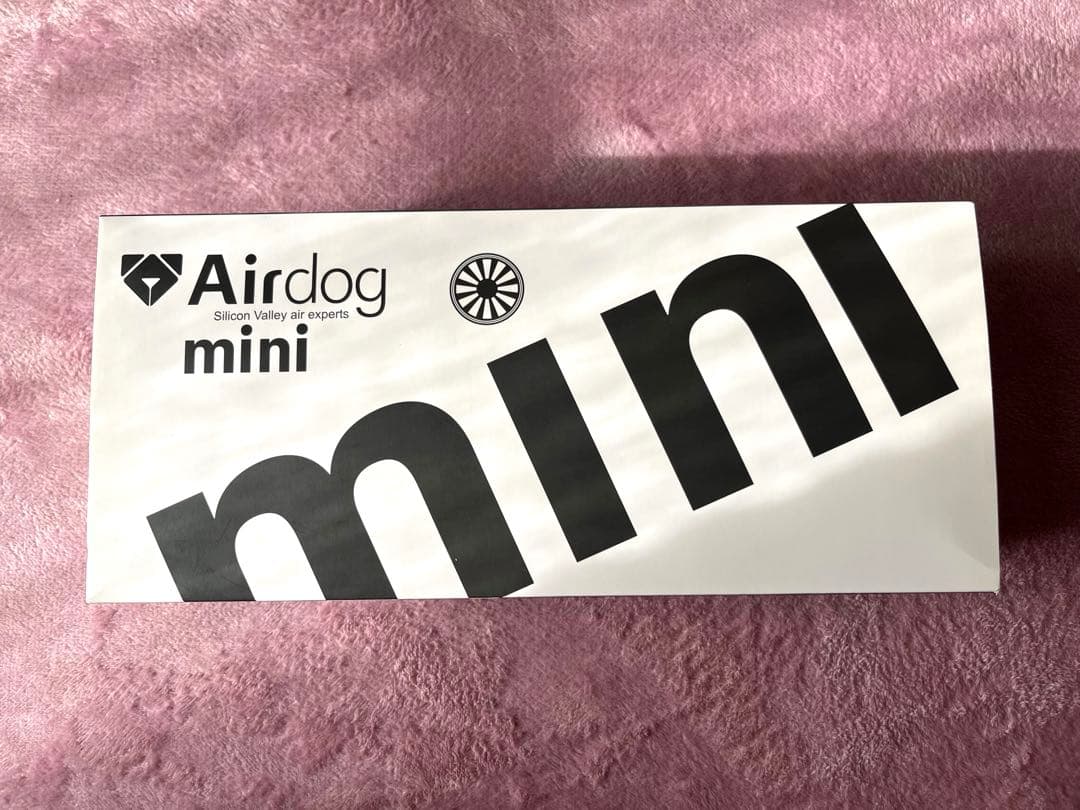 Airdog
Silicon Valley air experts
mini
mini